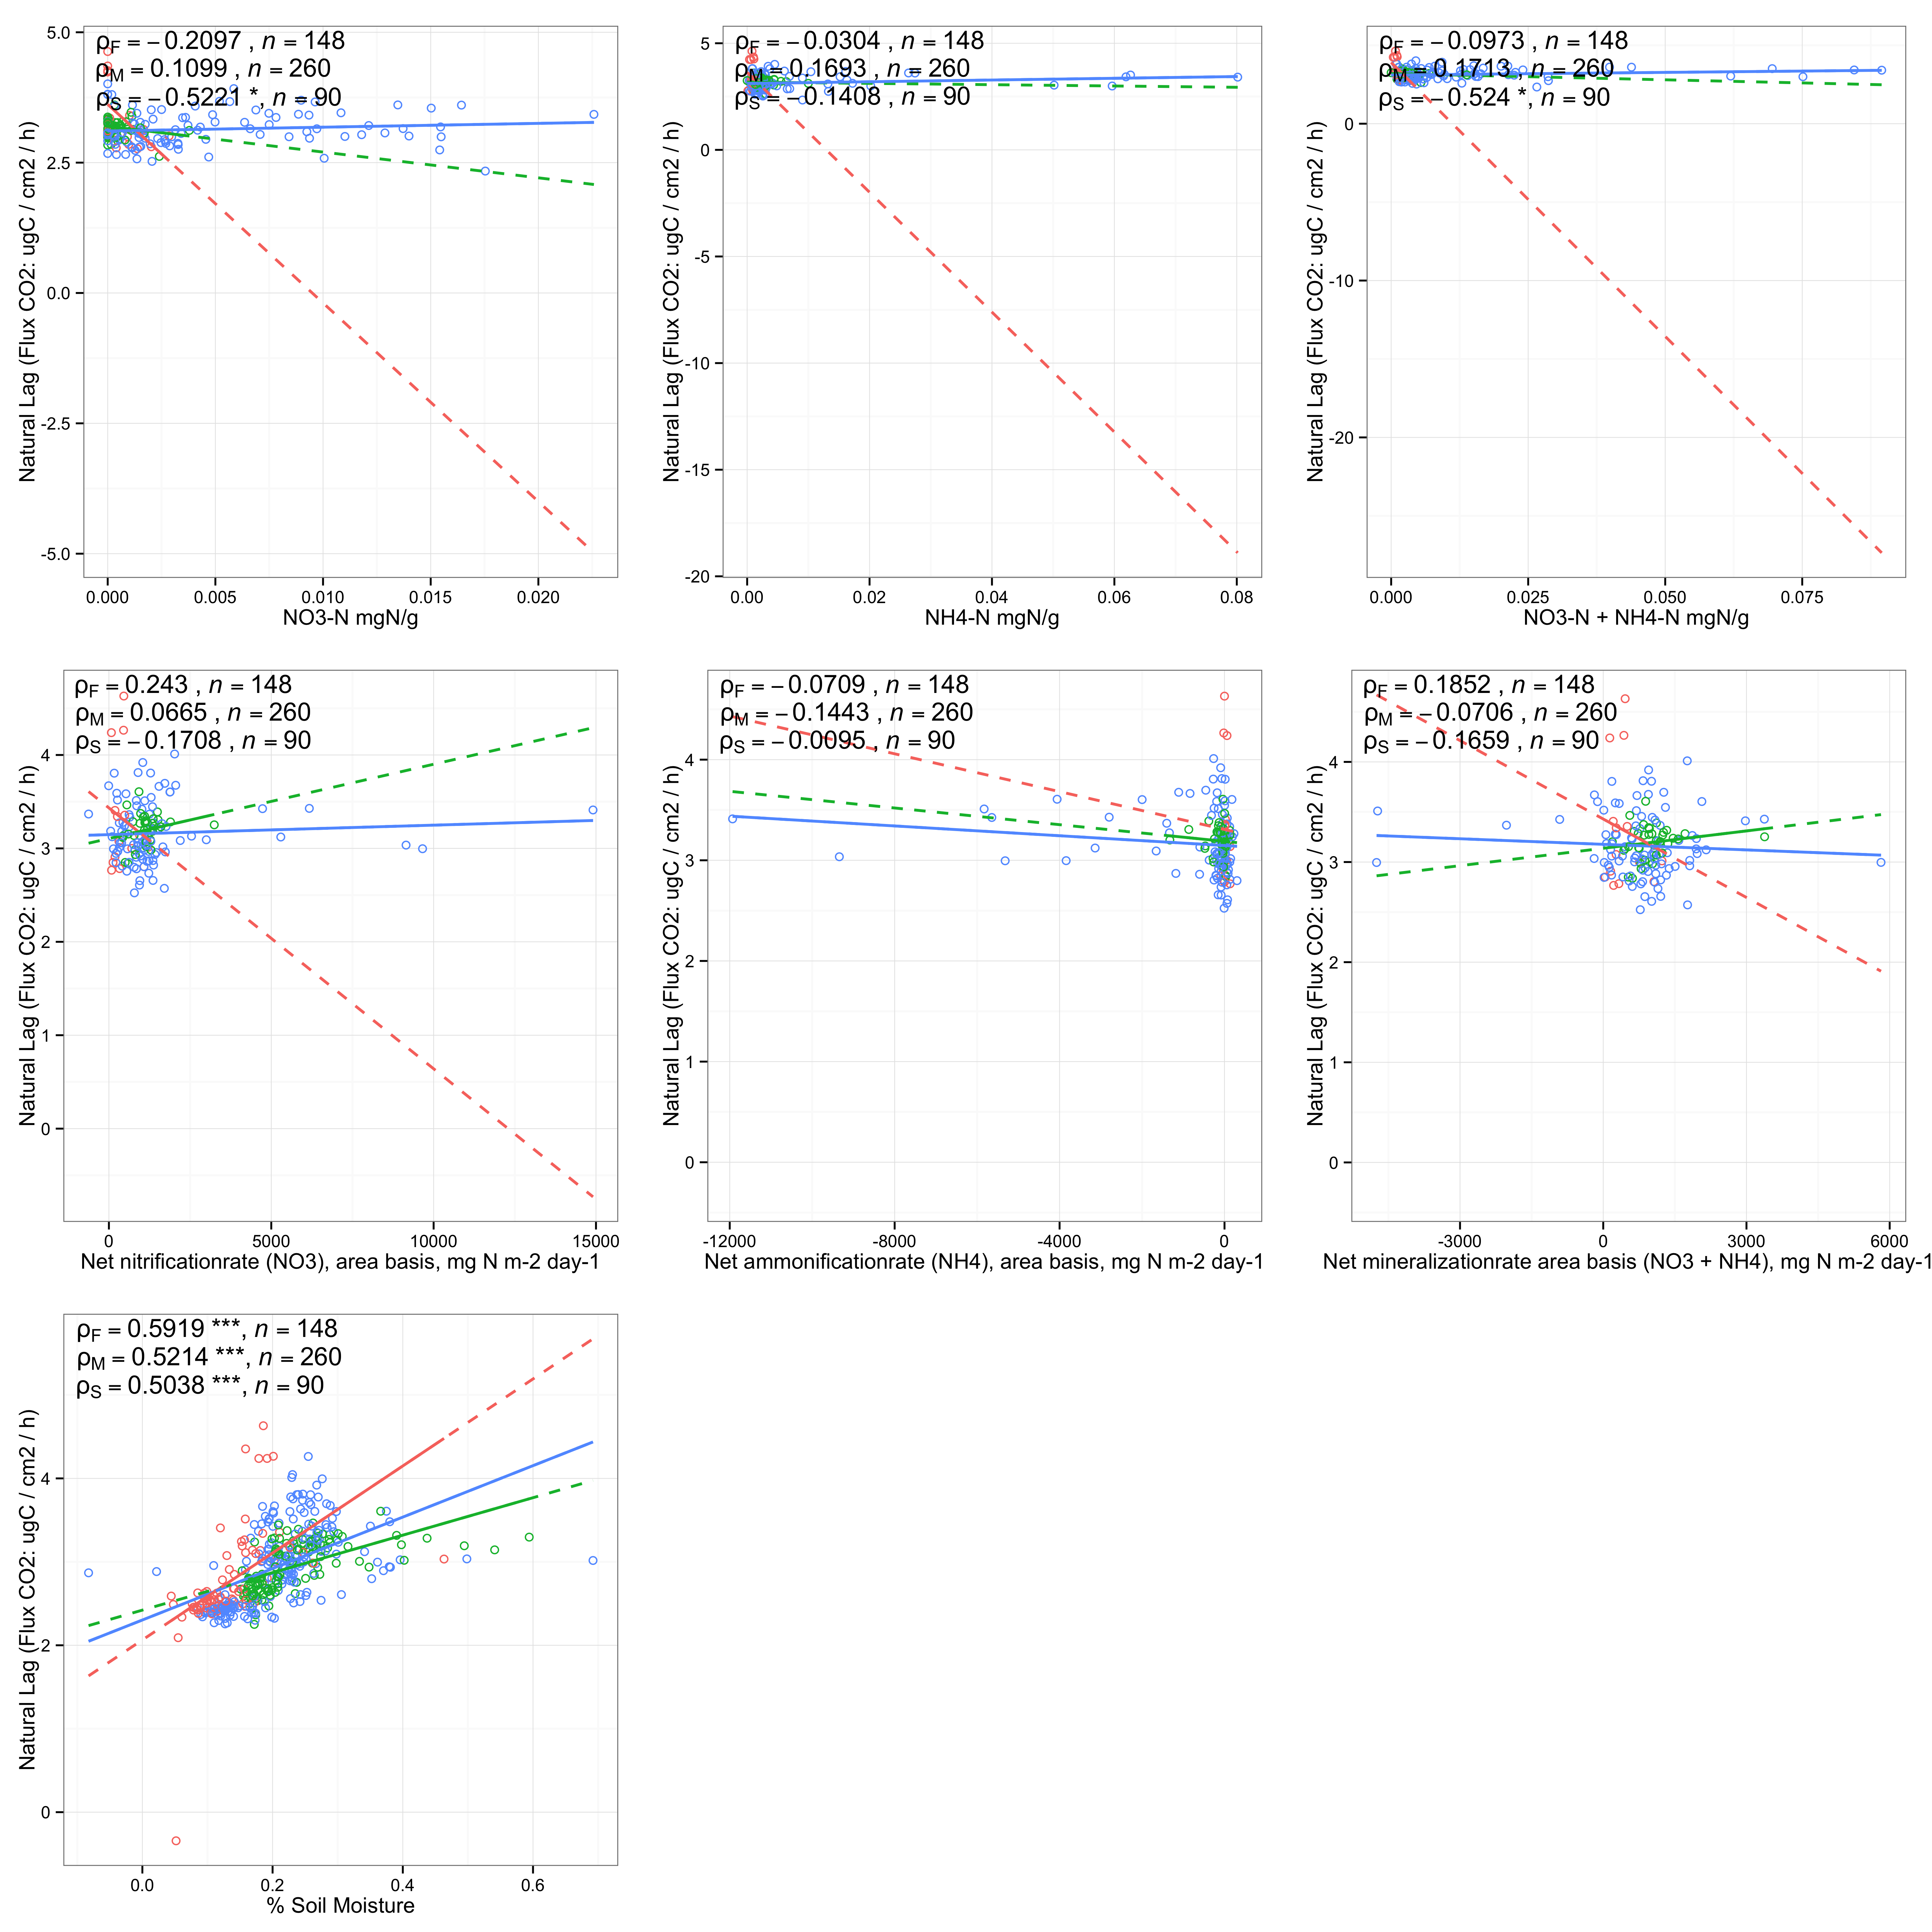 ρF = −0.2097 , n = 148
ρM = 0.1099 , n = 260
ρS = −0.5221 *, n = 90
5.0
2.5
0.0
-2.5
-5.0
Natural Lag (Flux CO2: ugC / cm2 / h)
0.000 0.005 0.010 0.015 0.020
NO3-N mgN/g
ρF = −0.0304 , n = 148
ρM = 0.1693 , n = 260
ρS = −0.1408 , n = 90
5
0
-5
-10
-15
-20
Natural Lag (Flux CO2: ugC / cm2 / h)
0.00 0.02 0.04 0.06 0.08
NH4-N mgN/g
ρF = −0.0973 , n = 148
ρM = 0.1713 , n = 260
ρS = −0.524 *, n = 90
0
-10
-20
Natural Lag (Flux CO2: ugC / cm2 / h)
0.000 0.025 0.050 0.075
NO3-N + NH4-N mgN/g
ρF = 0.243 , n = 148
ρM = 0.0665 , n = 260
ρS = −0.1708 , n = 90
4
3
2
1
0
Natural Lag (Flux CO2: ugC / cm2 / h)
0 5000 10000 15000
Net nitrificationrate (NO3), area basis, mg N m-2 day-1
ρF = −0.0709 , n = 148
ρM = −0.1443 , n = 260
ρS = −0.0095 , n = 90
4
3
2
1
0
Natural Lag (Flux CO2: ugC / cm2 / h)
-12000 -8000 -4000 0
Net ammonificationrate (NH4), area basis, mg N m-2 day-1
ρF = 0.1852 , n = 148
ρM = −0.0706 , n = 260
ρS = −0.1659 , n = 90
4
3
2
1
0
Natural Lag (Flux CO2: ugC / cm2 / h)
-3000 0 3000 6000
Net mineralizationrate area basis (NO3 + NH4), mg N m-2 day-1
ρF = 0.5919 ***, n = 148
ρM = 0.5214 ***, n = 260
ρS = 0.5038 ***, n = 90
4
2
0
Natural Lag (Flux CO2: ugC / cm2 / h)
0.0 0.2 0.4 0.6
% Soil Moisture